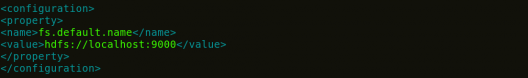 <configuration>
<property>
<name>fs.default.name</name>
<value>hdfs://localhost:9000</value>
</property>
</configuration>